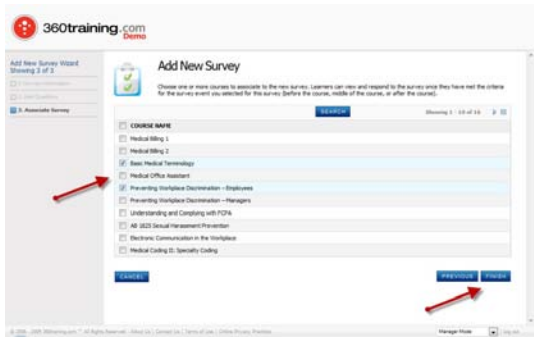 360training.com
Demo
Add New Survey Wizard
Showing 3 of 3
3. Associate Survey
Add New Survey
Choose one or more courses to associate to the new survey. Learners can view and respond to the survey once they have met the criteria
for the survey event you selected for this survey (before the course, middle of the course, or after the course).
SEARCH
COURSE NAME
Medical Billing 1
Medical Billing 2
Basic Medical Terminology
Medical Office Assistant
Preventing Workplace Discrimination – Employees
Preventing Workplace Discrimination – Managers
Understanding and Complying with FCPA
AB 1825 Sexual Harassment Prevention
Electronic Communication in the Workplace
Medical Coding II: Specialty Coding
CANCEL
PREVIOUS
FINISH
Manager Mode
Log out